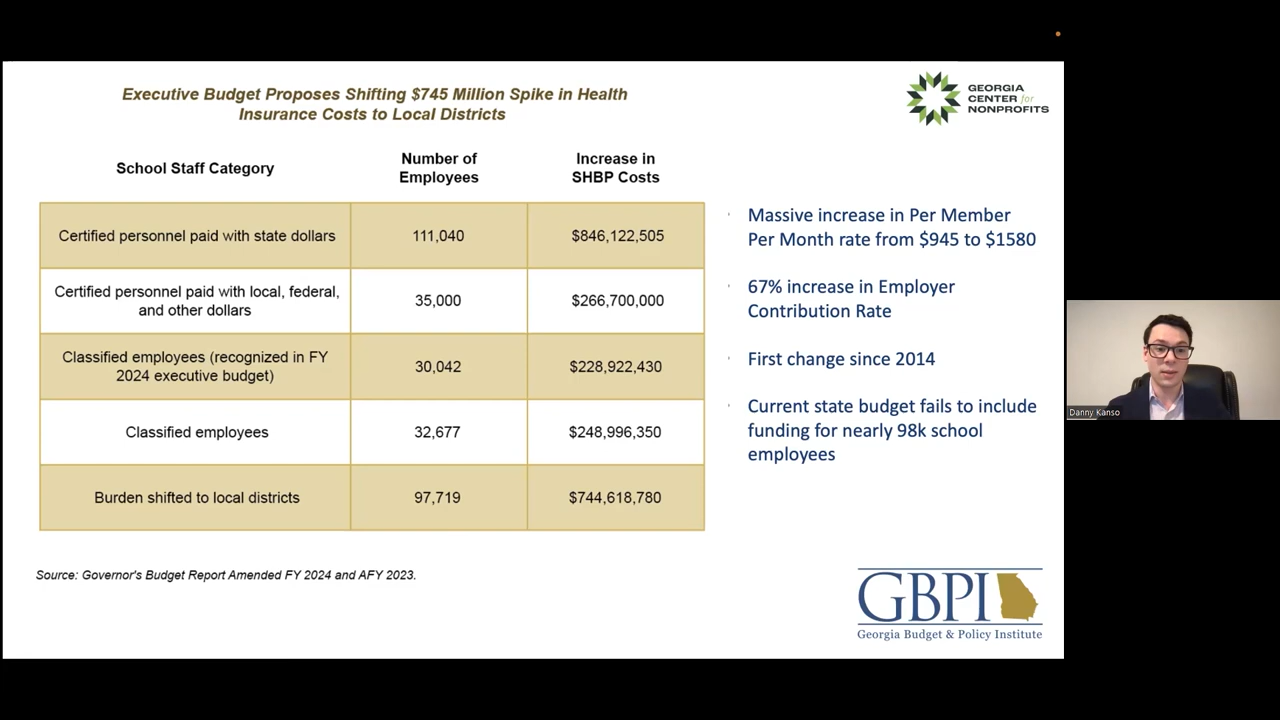 Executive Budget Proposes Shifting $745 Million Spike in Health
Insurance Costs to Local Districts
GEORGIA
CENTER for
NONPROFITS
School Staff Category
Number of
Employees
Increase in
SHBP Costs
Certified personnel paid with state dollars
111,040
$846,122,505
Certified personnel paid with local, federal,
and other dollars
35,000
$266,700,000
Classified employees (recognized in FY
2024 executive budget)
30,042
$228,922,430
Classified employees
32,677
$248,996,350
Burden shifted to local districts
97,719
$744,618,780
Massive increase in Per Member
Per Month rate from $945 to $1580
67% increase in Employer
Contribution Rate
First change since 2014
Current state budget fails to include
funding for nearly 98k school
employees
Source: Governor's Budget Report Amended FY 2024 and AFY 2023.
GBPI
Georgia Budget & Policy Institute
Danny Kanso